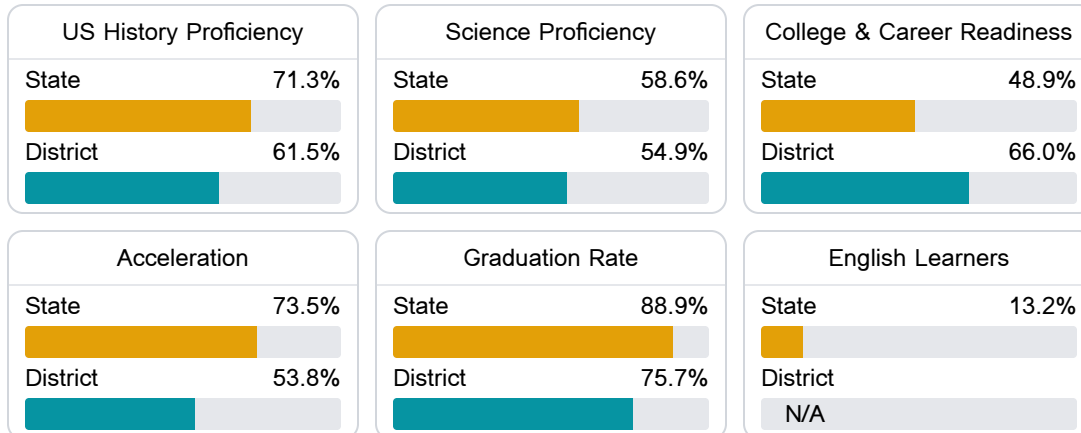 US History Proficiency
State 71.3%
District 61.5%
Science Proficiency
State 58.6%
District 54.9%
College & Career Readiness
State 48.9%
District 66.0%
Acceleration
State 73.5%
District 53.8%
Graduation Rate
State 88.9%
District 75.7%
English Learners
State 13.2%
District
N/A